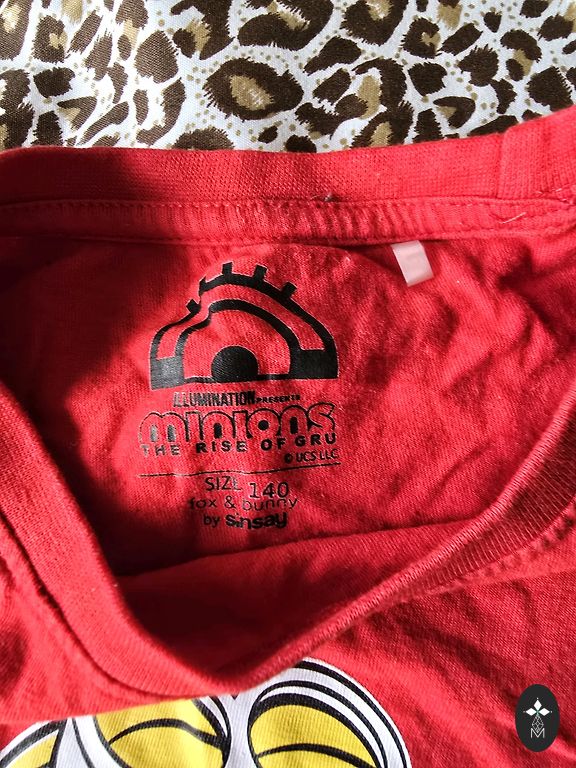 ILLUMINATION PRESENTS
minions
THE RISE OF GRU
© UCS LLC
SIZE 140
fox & bunny
by sinsay
M